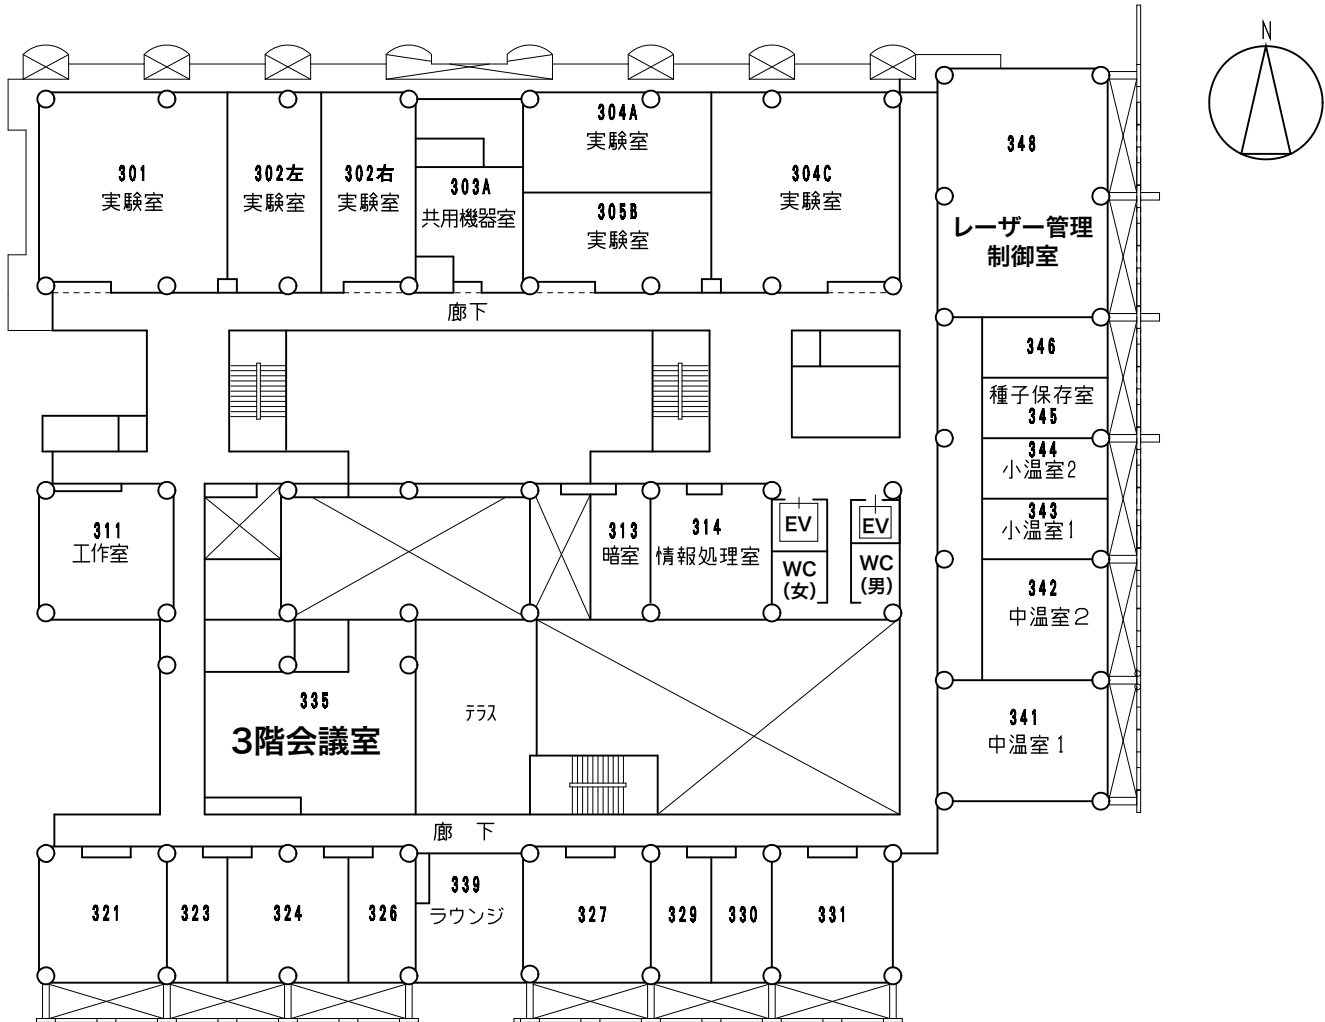 N
301
実験室
302左
実験室
302右
実験室
303A
共用機器室
304A
実験室
305B
実験室
304C
実験室
348
レーザー管理
制御室
廊下
346
種子保存室
345
344
小温室2
343
小温室1
342
中温室2
341
中温室1
311
工作室
313
暗室
314
情報処理室
EV
WC
(女)
EV
WC
(男)
335
3階会議室
テラス
廊 下
321
323
324
326
339
ラウンジ
327
329
330
331